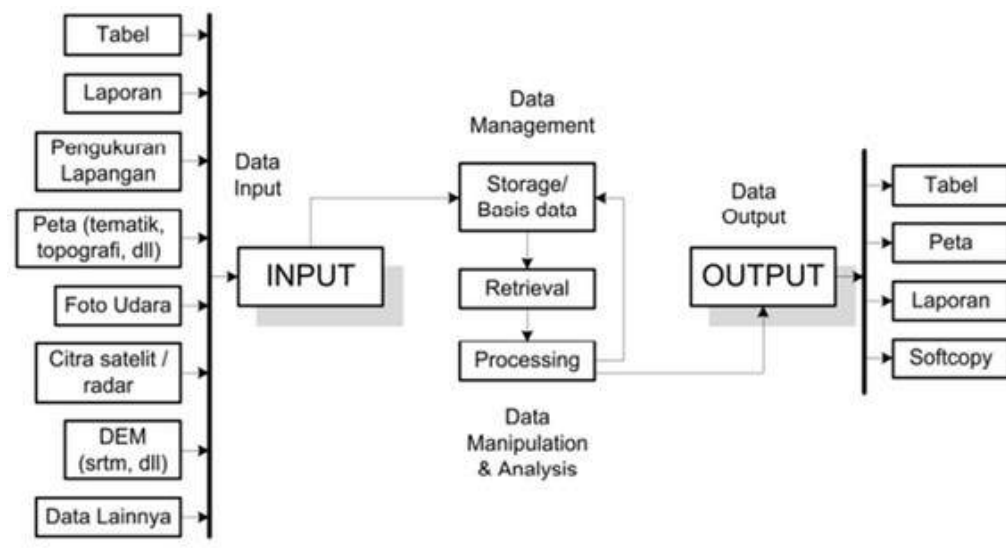 Tabel
Laporan
Pengukuran
Lapangan
Peta (tematik,
topografi, dll)
Foto Udara
Citra satelit /
radar
DEM
(srtm, dll)
Data Lainnya
Data
Input
INPUT
Data
Management
Storage/
Basis data
Retrieval
Processing
Data
Manipulation
& Analysis
Data
Output
OUTPUT
Tabel
Peta
Laporan
Softcopy